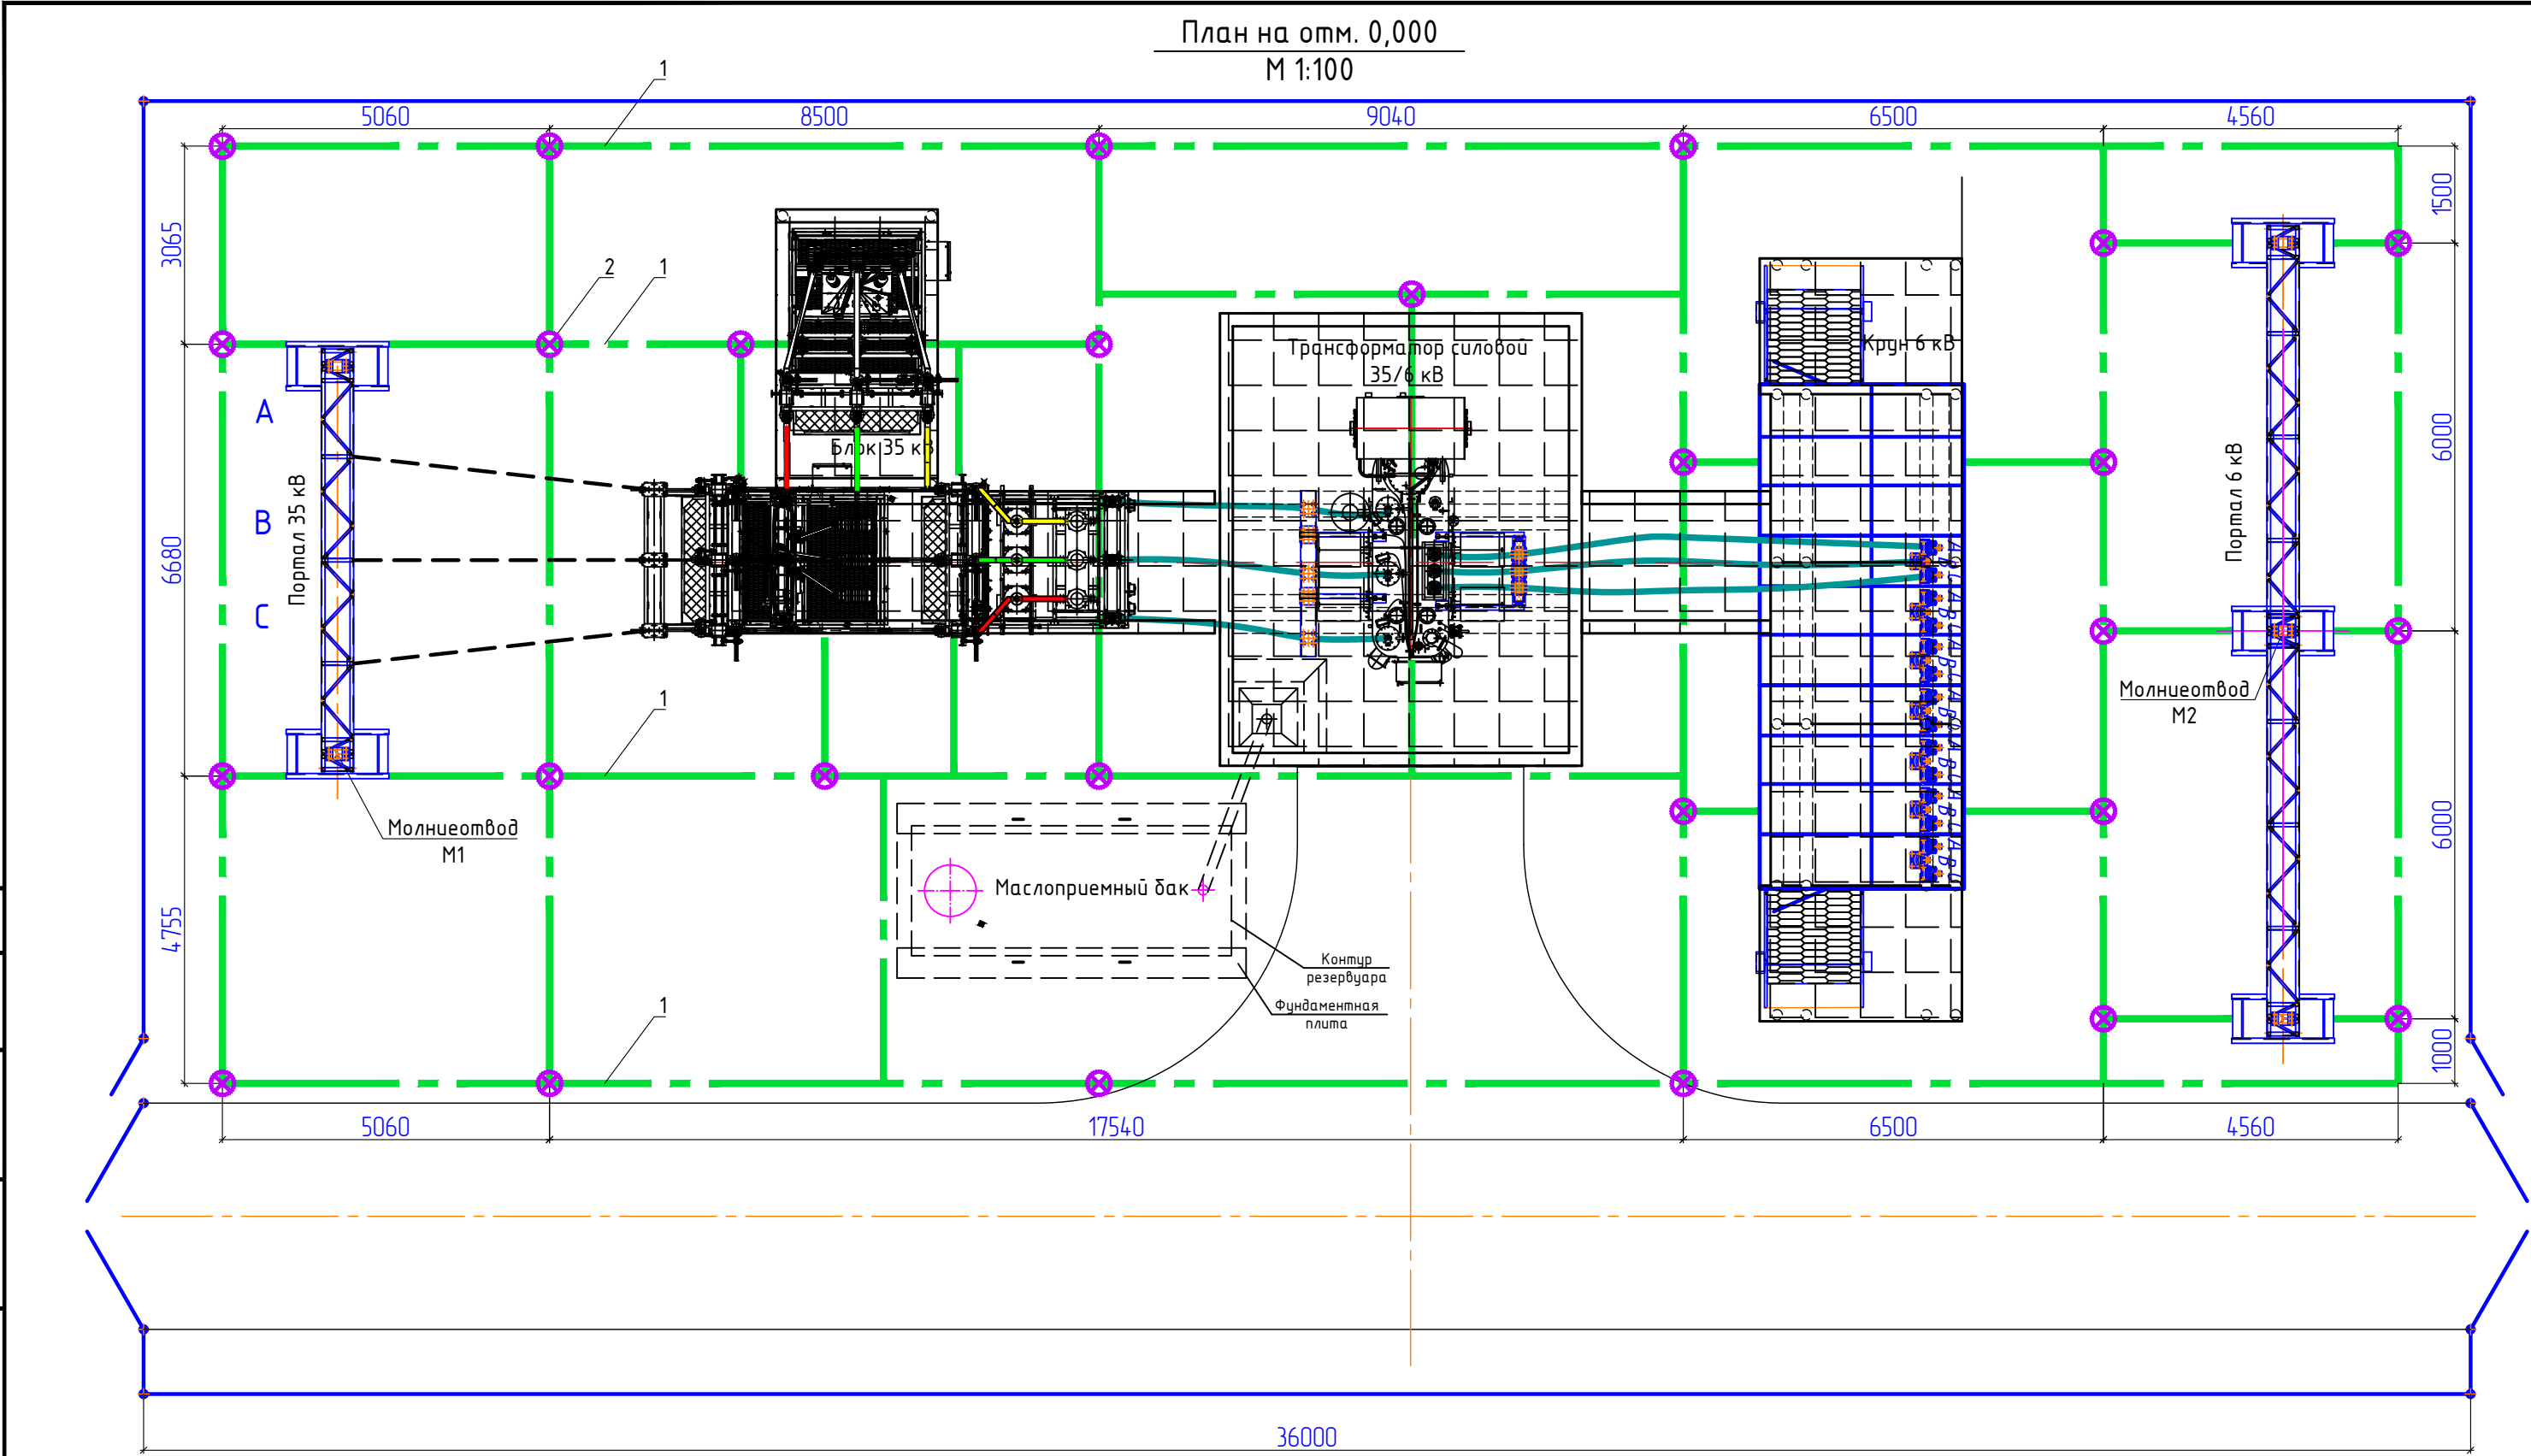 План на отм. 0,000
М 1:100
1
5060
8500
9040
6500
4560
3065
1500
2
1
Трансформатор силовой
35/6 кВ
Крун 6 кВ
А
Блок 35 кВ
6000
Портал 35 кВ
В
Портал 6 кВ
6680
С
1
Молниеотвод
М2
Молниеотвод
М1
6000
Маслоприемный бак
4755
Контур
резервуара
1
Фундаментная
плита
1000
5060
17540
6500
4560
36000